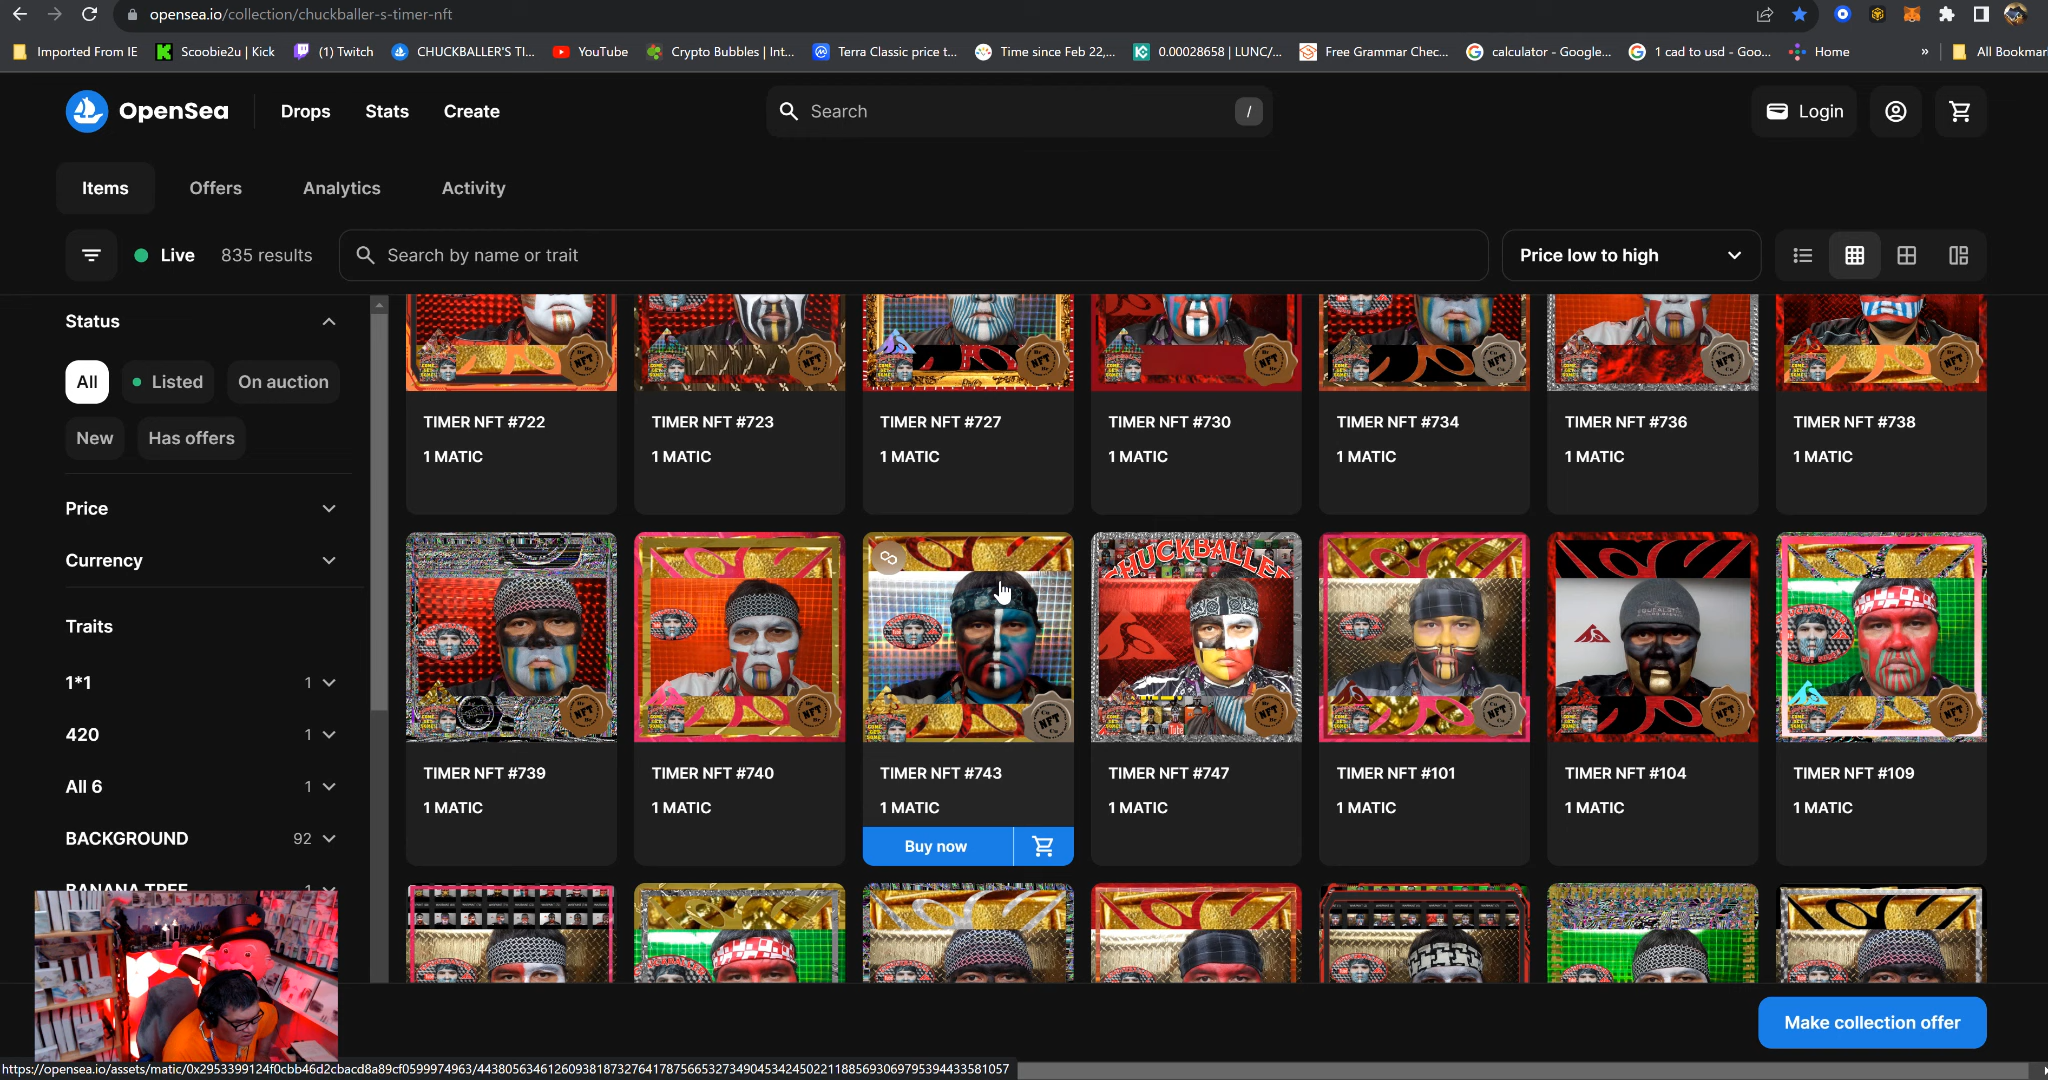 opensea.io/collection/chuckballer-s-timer-nft
Imported From IE
Scoobie2u | Kick
(1) Twitch
CHUCKBALLER'S TI...
YouTube
Crypto Bubbles | Int...
Terra Classic price t...
Time since Feb 22,...
0.00028658 | LUNC/...
Free Grammar Chec...
calculator - Google...
1 cad to usd - Goo...
Home
»
All Bookmar
OpenSea
Drops
Stats
Create
Search
/
Login
Items
Offers
Analytics
Activity
Live
835 results
Search by name or trait
Price low to high
Status
All
Listed
On auction
New
Has offers
Price
Currency
Traits
1*1
1
420
1
All 6
1
BACKGROUND
92
BANANA TREE
1
TIMER NFT #722
1 MATIC
TIMER NFT #723
1 MATIC
TIMER NFT #727
1 MATIC
TIMER NFT #730
1 MATIC
TIMER NFT #734
1 MATIC
TIMER NFT #736
1 MATIC
TIMER NFT #738
1 MATIC
CHUCKBALLER
TIMER NFT #739
1 MATIC
TIMER NFT #740
1 MATIC
TIMER NFT #743
1 MATIC
Buy now
TIMER NFT #747
1 MATIC
TIMER NFT #101
1 MATIC
TIMER NFT #104
1 MATIC
TIMER NFT #109
1 MATIC
Make collection offer